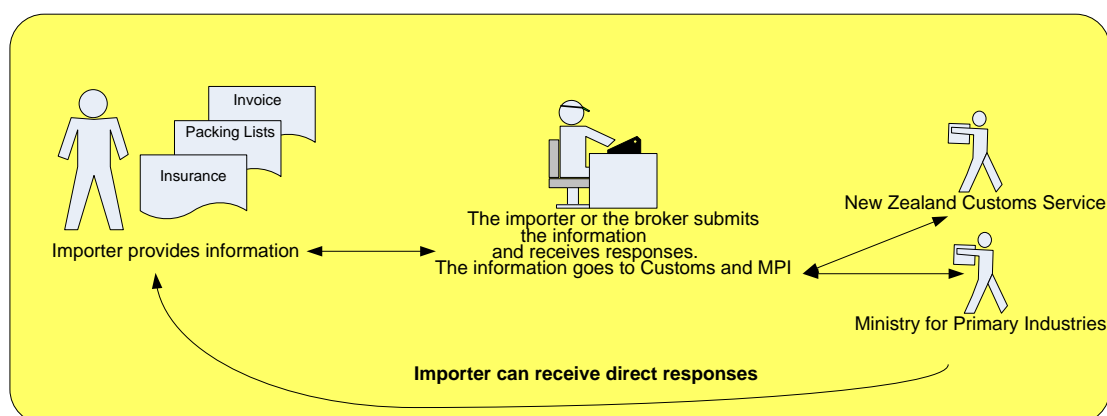 Invoice
Packing Lists
Insurance
Importer provides information
The importer or the broker submits
the information
and receives responses.
The information goes to Customs and MPI
New Zealand Customs Service
Ministry for Primary Industries
Importer can receive direct responses